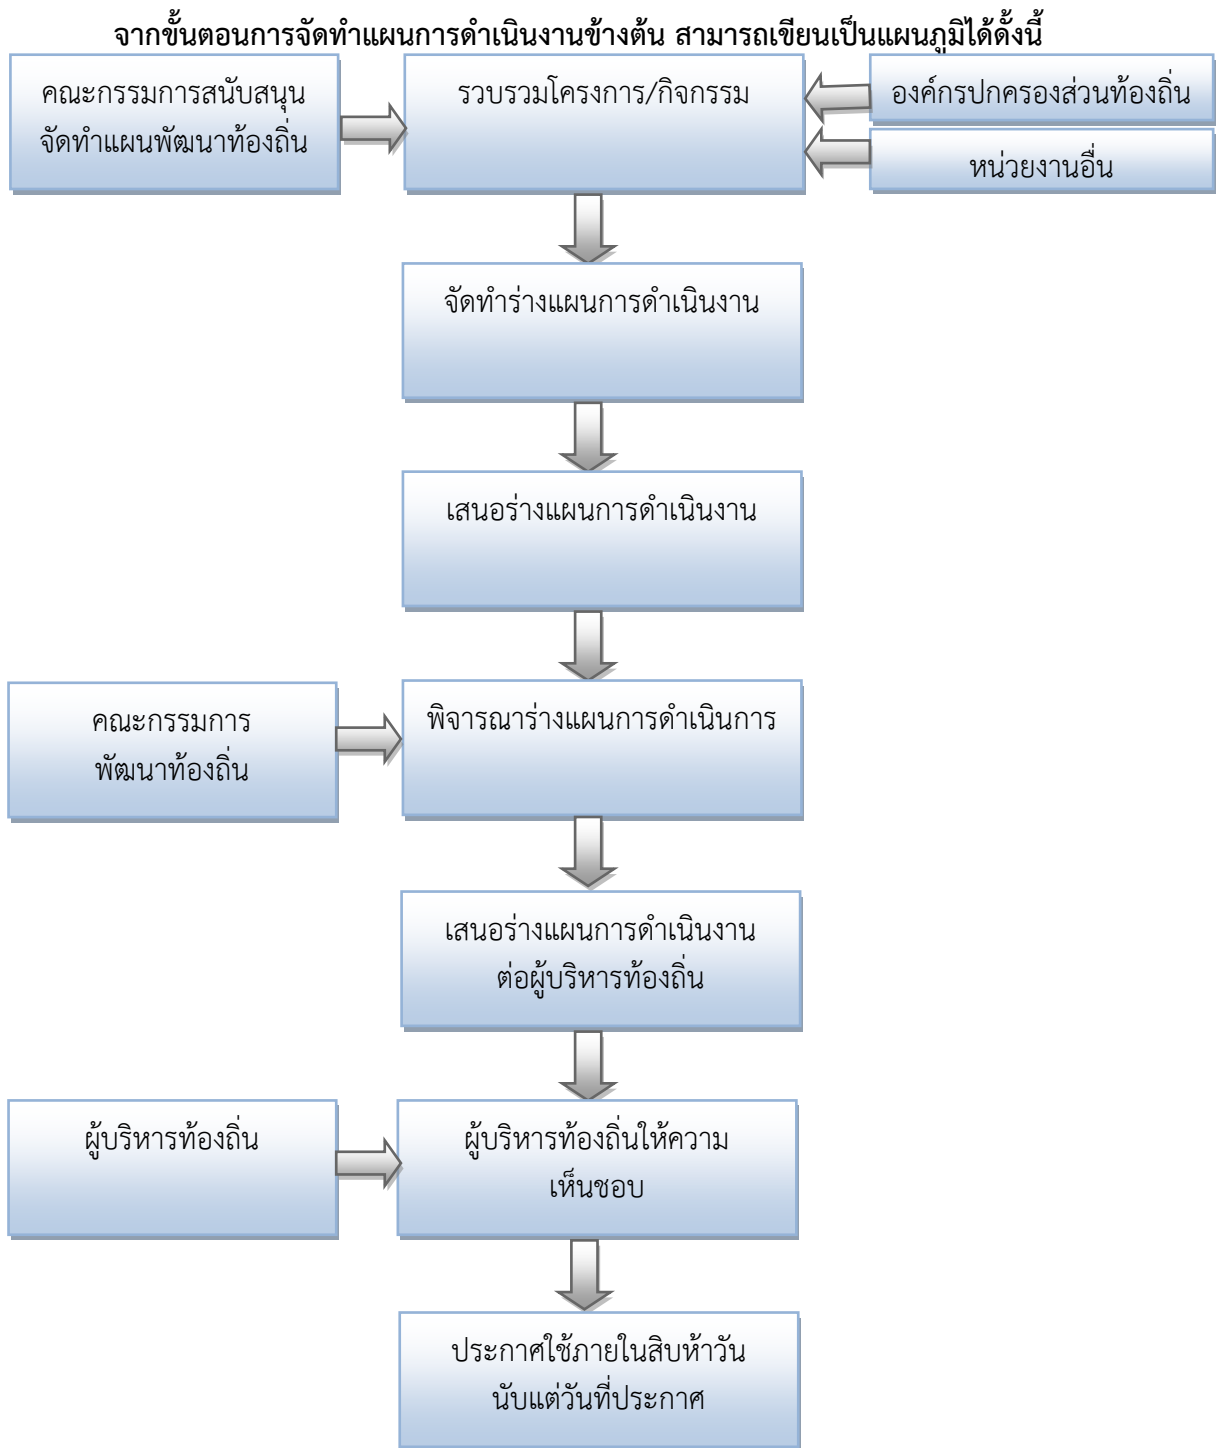 จากขั้นตอนการจัดทำแผนการดำเนินงานข้างต้น สามารถเขียนเป็นแผนภูมิได้ดั้งนี้
คณะกรรมการสนับสนุน
จัดทำแผนพัฒนาท้องถิ่น
รวบรวมโครงการ/กิจกรรม
องค์กรปกครองส่วนท้องถิ่น
หน่วยงานอื่น
จัดทำร่างแผนการดำเนินงาน
เสนอร่างแผนการดำเนินงาน
คณะกรรมการ
พัฒนาท้องถิ่น
พิจารณาร่างแผนการดำเนินการ
เสนอร่างแผนการดำเนินงาน
ต่อผู้บริหารท้องถิ่น
ผู้บริหารท้องถิ่น
ผู้บริหารท้องถิ่นให้ความ
เห็นชอบ
ประกาศใช้ภายในสิบห้าวัน
นับแต่วันที่ประกาศ